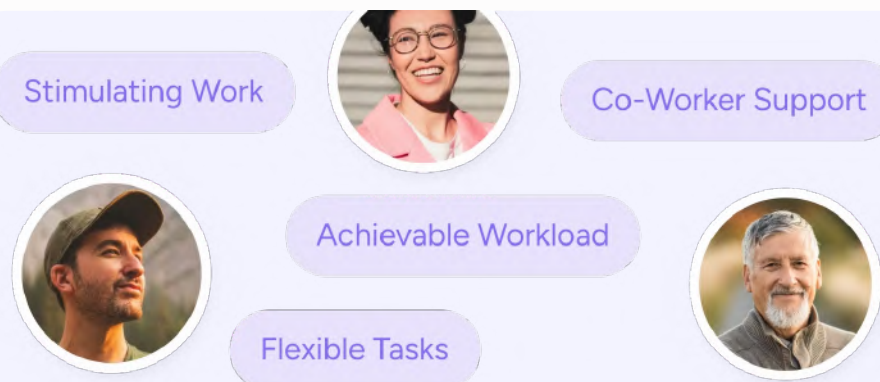 Stimulating Work
Co-Worker Support
Achievable Workload
Flexible Tasks